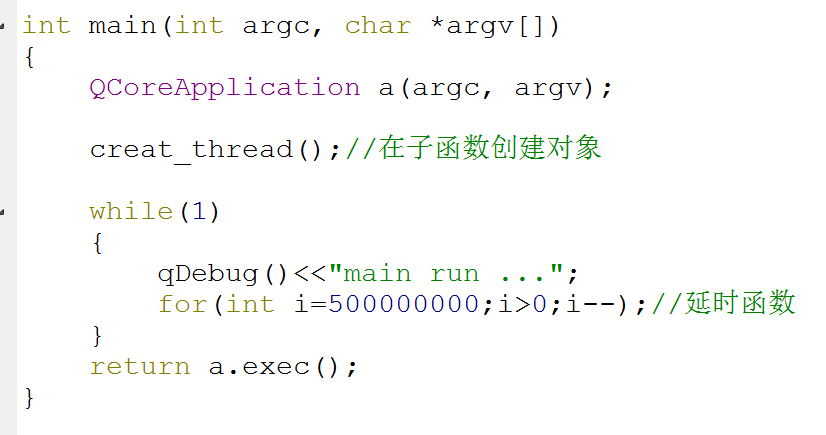 int main(int argc, char *argv[])
{
    QCoreApplication a(argc, argv);
    creat_thread();//在子函数创建对象
    while(1)
    {
        qDebug()<<"main run ...";
        for(int i=500000000;i>0;i--);//延时函数
    }
    return a.exec();
}